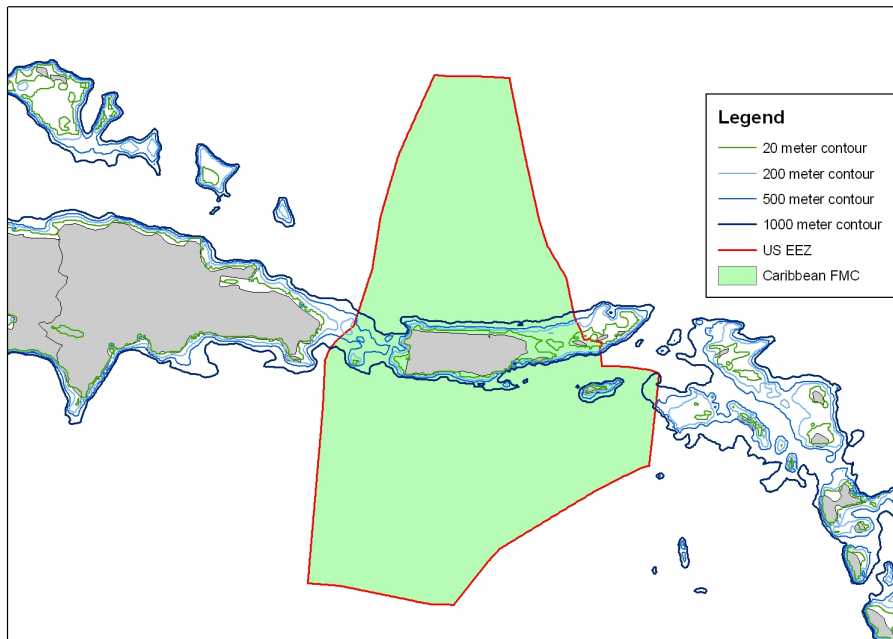 Legend
20 meter contour
200 meter contour
500 meter contour
1000 meter contour
US EEZ
Caribbean FMC